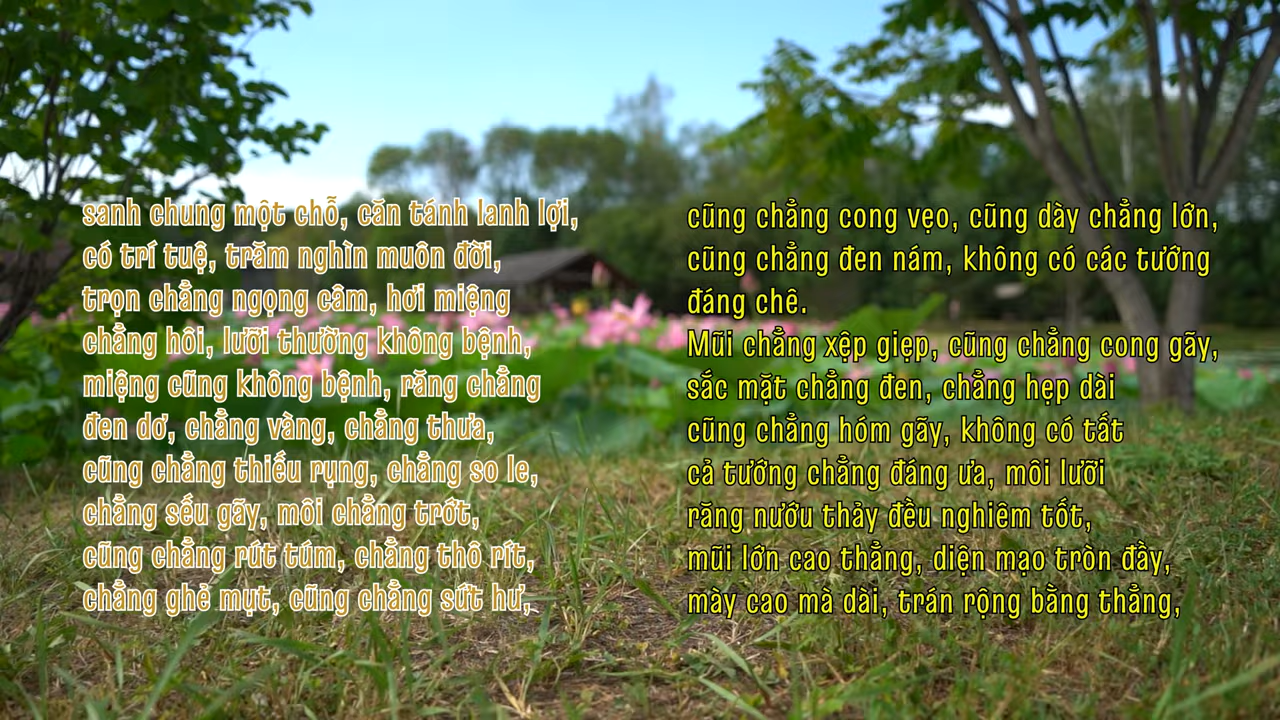 sanh chung một chỗ, căn tánh lanh lợi,
có trí tuệ, trăm nghìn muôn đời,
trọn chẳng ngọng câm, hơi miệng
chẳng hôi, lưỡi thường không bệnh,
miệng cũng không bệnh, răng chẳng
đen dơ, chẳng vàng, chẳng thưa,
cũng chẳng thiếu rụng, chẳng so le,
chẳng sếu gãy, môi chẳng trớt,
cũng chẳng rút túm, chẳng thô rít,
chẳng ghẻ mụt, cũng chẳng sứt hư,
cũng chẳng cong vẹo, cũng dày chẳng lớn,
cũng chẳng đen nám, không có các tướng
đáng chê.
Mũi chẳng xệp giẹp, cũng chẳng cong gãy,
sắc mặt chẳng đen, chẳng hẹp dài
cũng chẳng hóm gãy, không có tất
cả tướng chẳng đáng ưa, môi lưỡi
răng nướu thảy đều nghiêm tốt,
mũi lớn cao thẳng, diện mạo tròn đầy,
mày cao mà dài, trán rộng bằng thẳng,